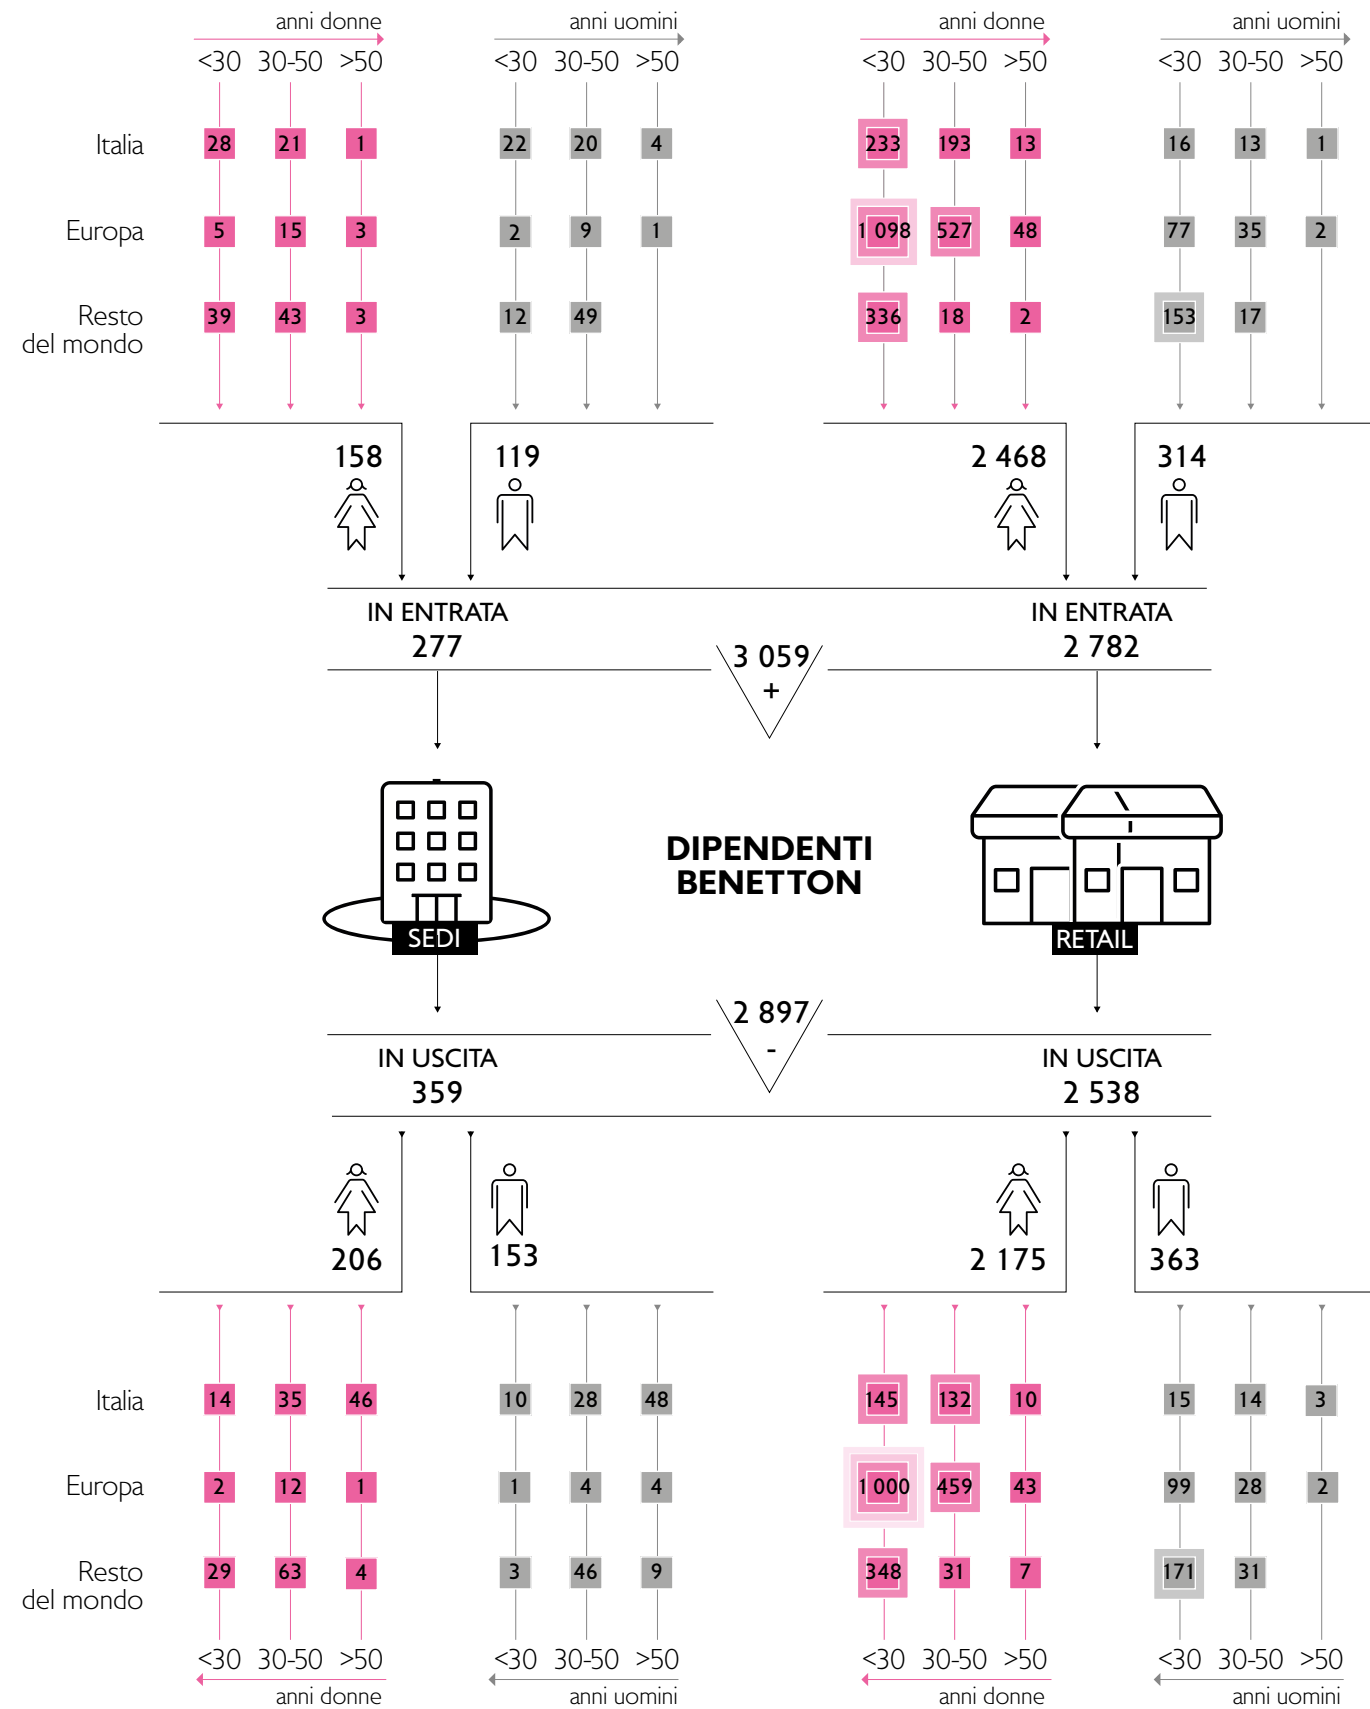 anni donne anni uomini anni donne anni uomini
<30 30-50 >50 <30 30-50 >50 <30 30-50 >50 <30 30-50 >50
Italia 28 21 1 22 20 4 233 193 13 16 13 1
Europa 5 15 3 2 9 1 1 098 527 48 77 35 2
Resto
del mondo 39 43 3 12 49 336 18 2 153 17
158 119 2 468 314
IN ENTRATA IN ENTRATA
277 2 782
3 059
+
DIPENDENTI
BENETTON
SEDI RETAIL
2 897
-
IN USCITA IN USCITA
359 2 538
206 153 2 175 363
Italia 14 35 46 10 28 48 145 132 10 15 14 3
Europa 2 12 1 1 4 4 1 000 459 43 99 28 2
Resto
del mondo 29 63 4 3 46 9 348 31 7 171 31
<30 30-50 >50 <30 30-50 >50 <30 30-50 >50 <30 30-50 >50
anni donne anni uomini anni donne anni uomini